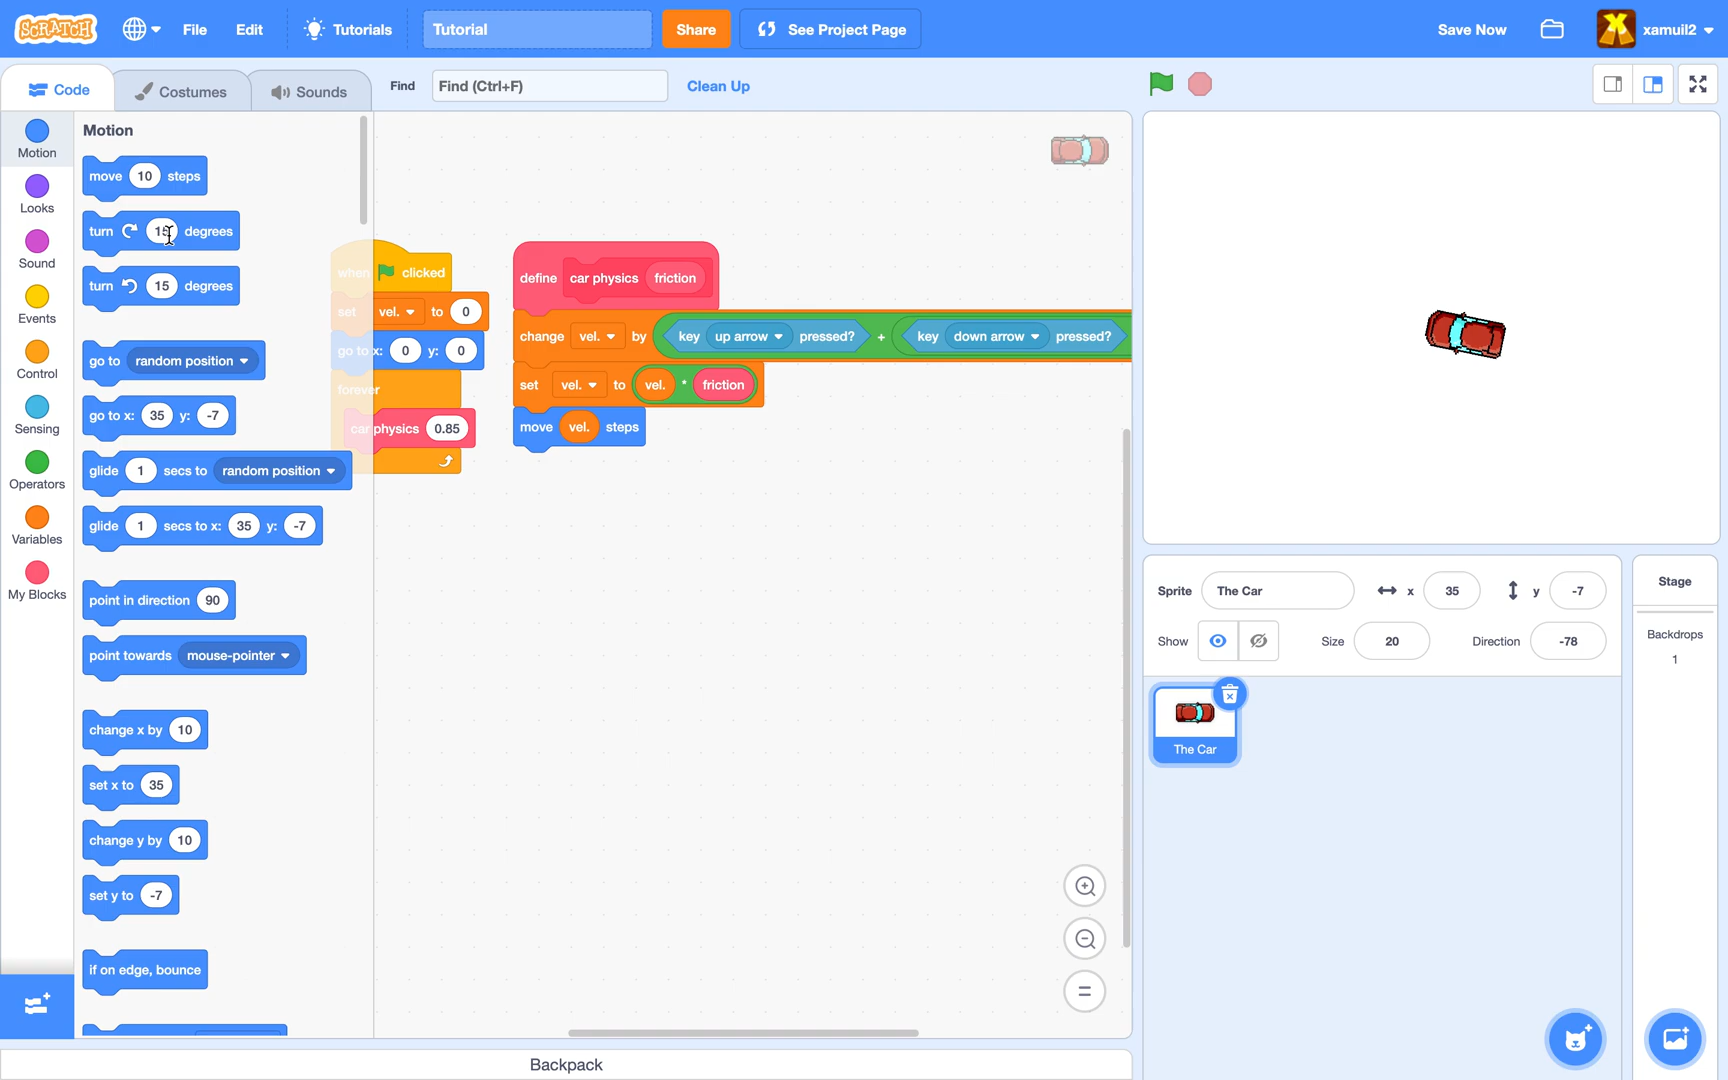 SCRATCH
File
Edit
Tutorials
Tutorial
Share
See Project Page
Save Now
xamuil2
Code
Costumes
Sounds
Find
Find (Ctrl+F)
Clean Up
Motion
Looks
Sound
Events
Control
Sensing
Operators
Variables
My Blocks
Motion
move 10 steps
turn 15 degrees
turn 15 degrees
go to random position
go to x: 35 y: -7
glide 1 secs to random position
glide 1 secs to x: 35 y: -7
point in direction 90
point towards mouse-pointer
change x by 10
set x to 35
change y by 10
set y to -7
if on edge, bounce
when clicked
set vel. to 0
go to x: 0 y: 0
forever
car physics 0.85
define car physics friction
change vel. by key up arrow pressed? + key down arrow pressed?
set vel. to vel. * friction
move vel. steps
Sprite The Car x 35 y -7
Show Size 20 Direction -78
The Car
Stage
Backdrops
1
Backpack